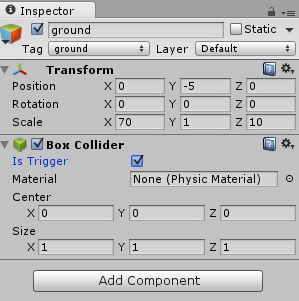 Inspector
ground Static
Tag ground Layer Default
Transform
Position X 0 Y -5 Z 0
Rotation X 0 Y 0 Z 0
Scale X 70 Y 1 Z 10
Box Collider
Is Trigger
Material None (Physic Material)
Center
X 0 Y 0 Z 0
Size
X 1 Y 1 Z 1
Add Component